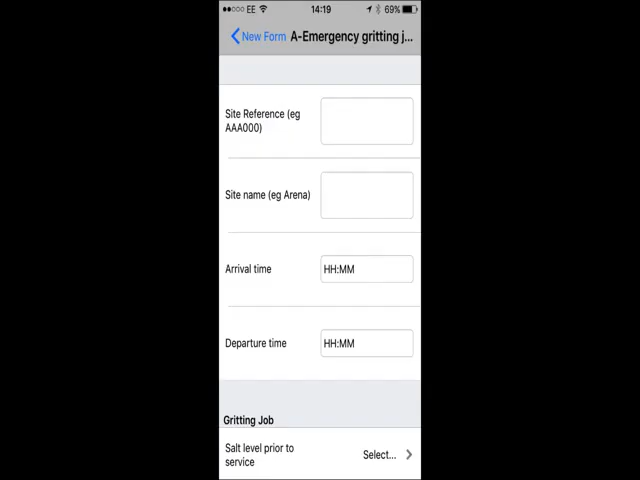 EE 14:19 69%
New Form A-Emergency gritting j...
Site Reference (eg
AAA000)
Site name (eg Arena)
Arrival time HH:MM
Departure time HH:MM
Gritting Job
Salt level prior to
service Select...